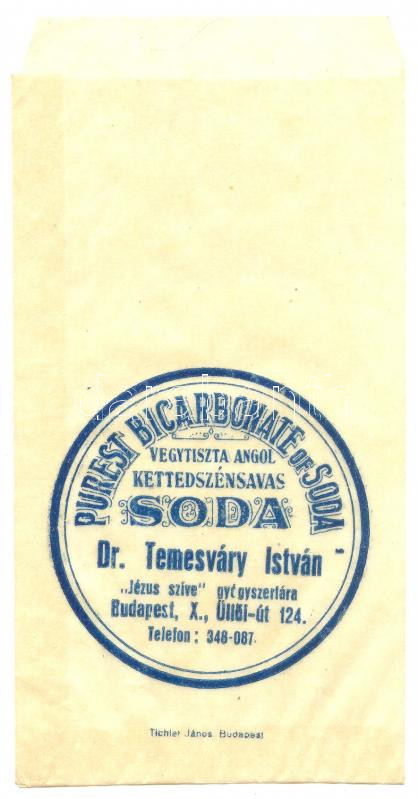 PUREST BICARBONATE OF SODA
VEGYTISZTA ANGOL
KETTEDSZÉNSAVAS
SODA
Dr. Temesváry István
„Jézus szive" gyógyszertára
Budapest, X., Üllői-út 124.
Telefon: 348-087.
Tichler János, Budapest